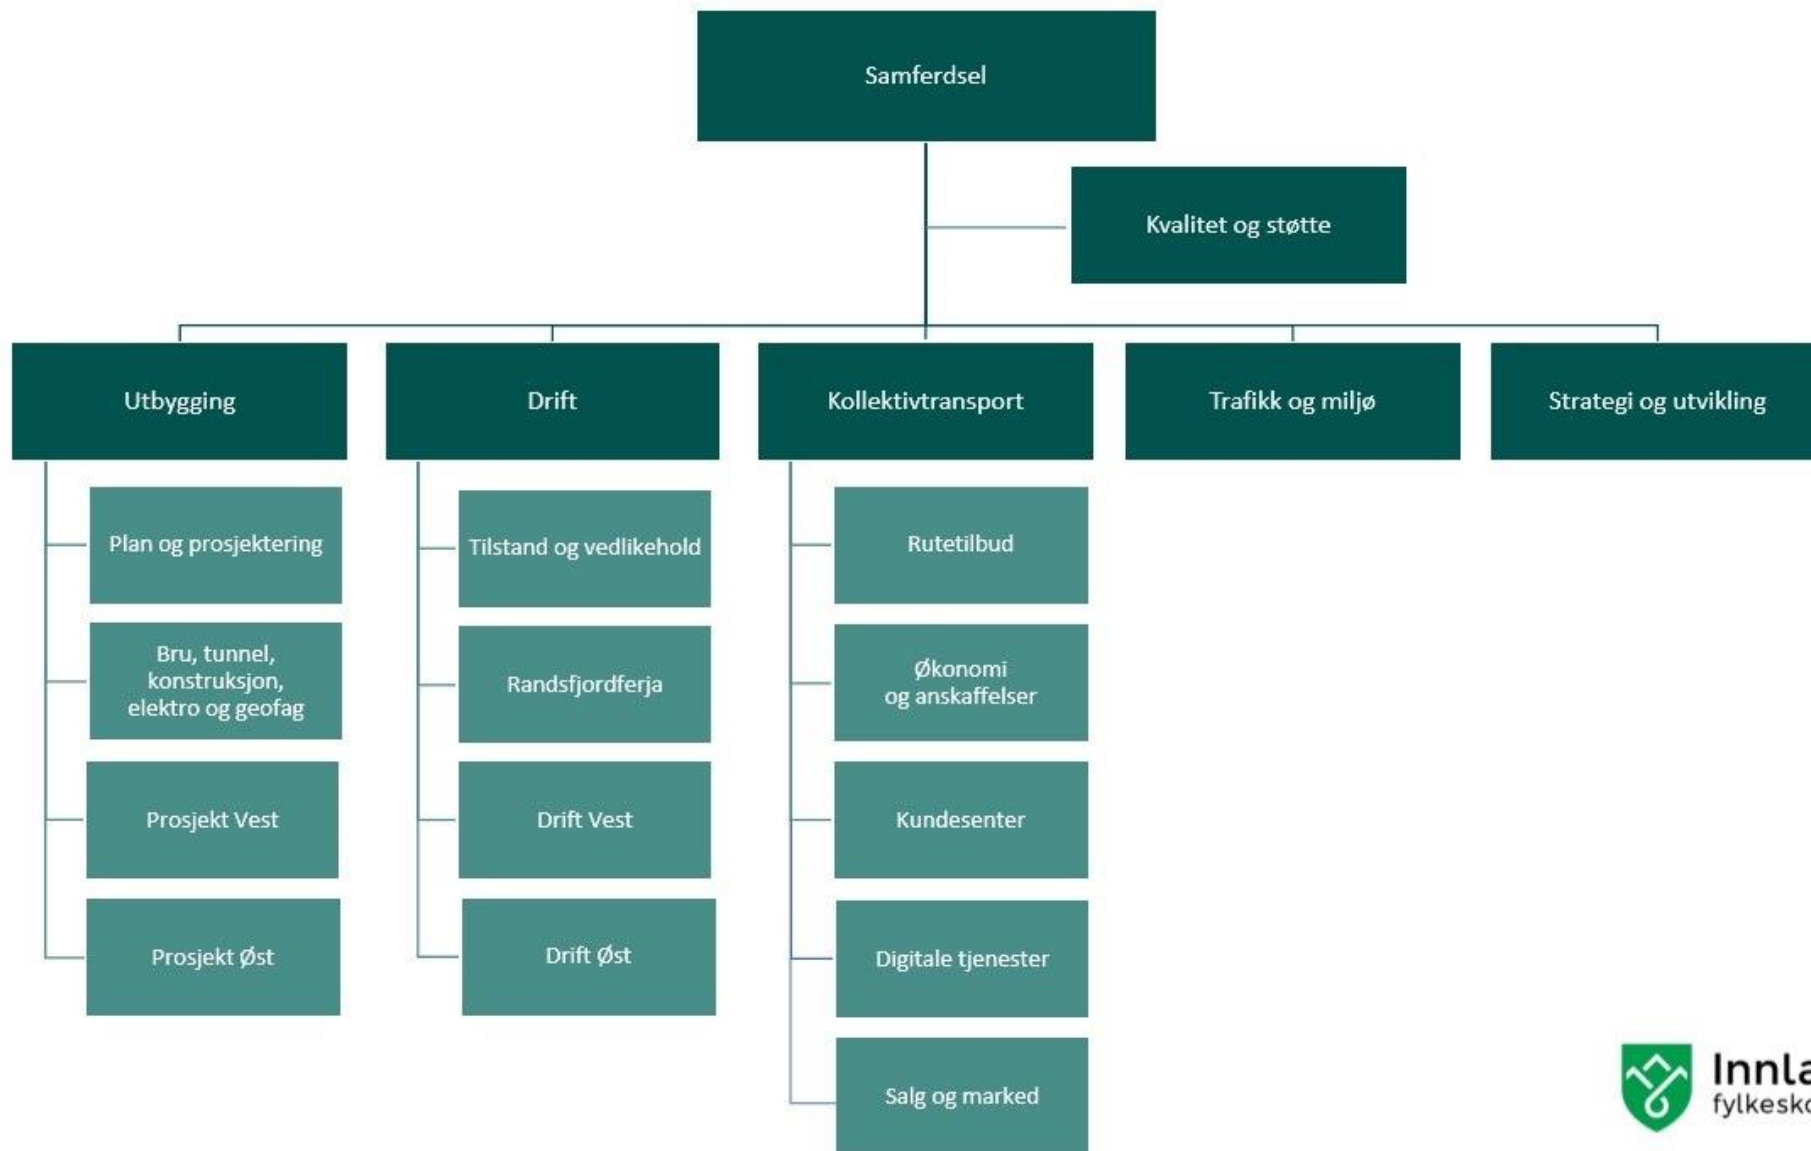 Samferdsel
Kvalitet og støtte
Utbygging
Drift
Kollektivtransport
Trafikk og miljø
Strategi og utvikling
Plan og prosjektering
Tilstand og vedlikehold
Rutetilbud
Bru, tunnel,
konstruksjon,
elektro og geofag
Randsfjordferja
Økonomi
og anskaffelser
Prosjekt Vest
Drift Vest
Kundesenter
Prosjekt Øst
Drift Øst
Digitale tjenester
Salg og marked